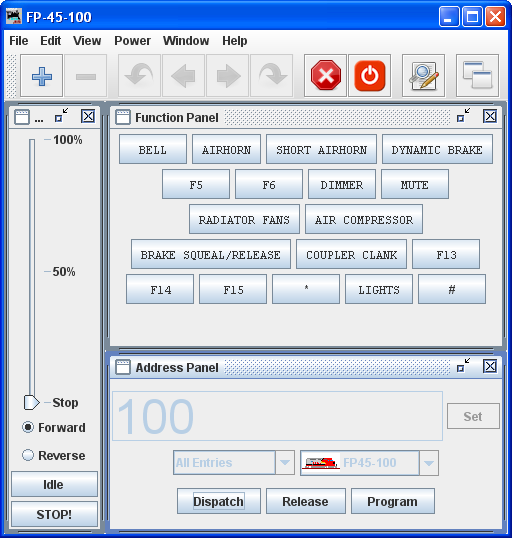 FP-45-100
File Edit View Power Window Help
...
100%
50%
Stop
Forward
Reverse
Idle
STOP!
Function Panel
BELL AIRHORN SHORT AIRHORN DYNAMIC BRAKE
F5 F6 DIMMER MUTE
RADIATOR FANS AIR COMPRESSOR
BRAKE SQUEAL/RELEASE COUPLER CLANK F13
F14 F15 * LIGHTS #
Address Panel
100
Set
All Entries FP45-100
Dispatch Release Program